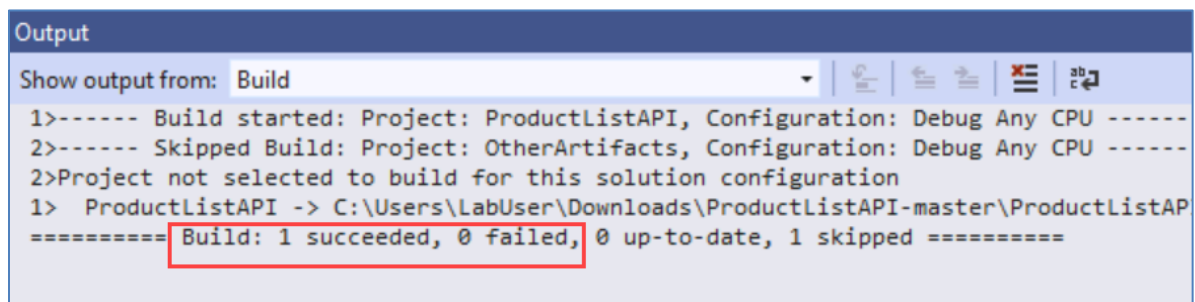 Output
Show output from: Build
1>------ Build started: Project: ProductListAPI, Configuration: Debug Any CPU ------
2>------ Skipped Build: Project: OtherArtifacts, Configuration: Debug Any CPU ------
2>Project not selected to build for this solution configuration
1>  ProductListAPI -> C:\Users\LabUser\Downloads\ProductListAPI-master\ProductListAP
========== Build: 1 succeeded, 0 failed, 0 up-to-date, 1 skipped ==========